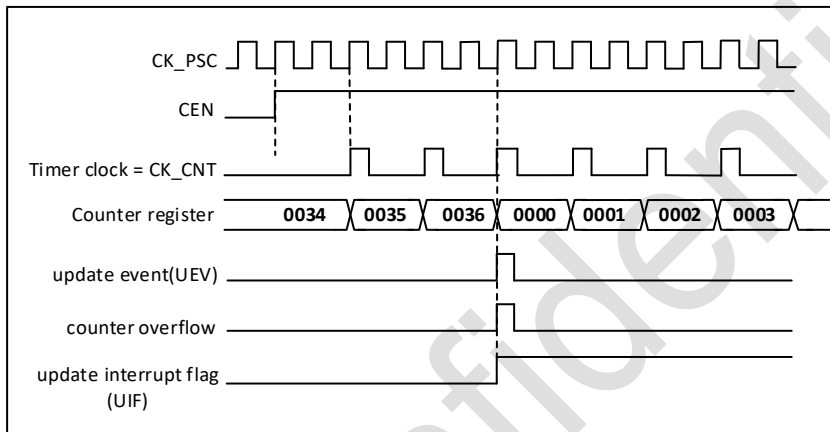 CK_PSC
CEN
Timer clock = CK_CNT
Counter register 0034 0035 0036 0000 0001 0002 0003
update event(UEV)
counter overflow
update interrupt flag
(UIF)